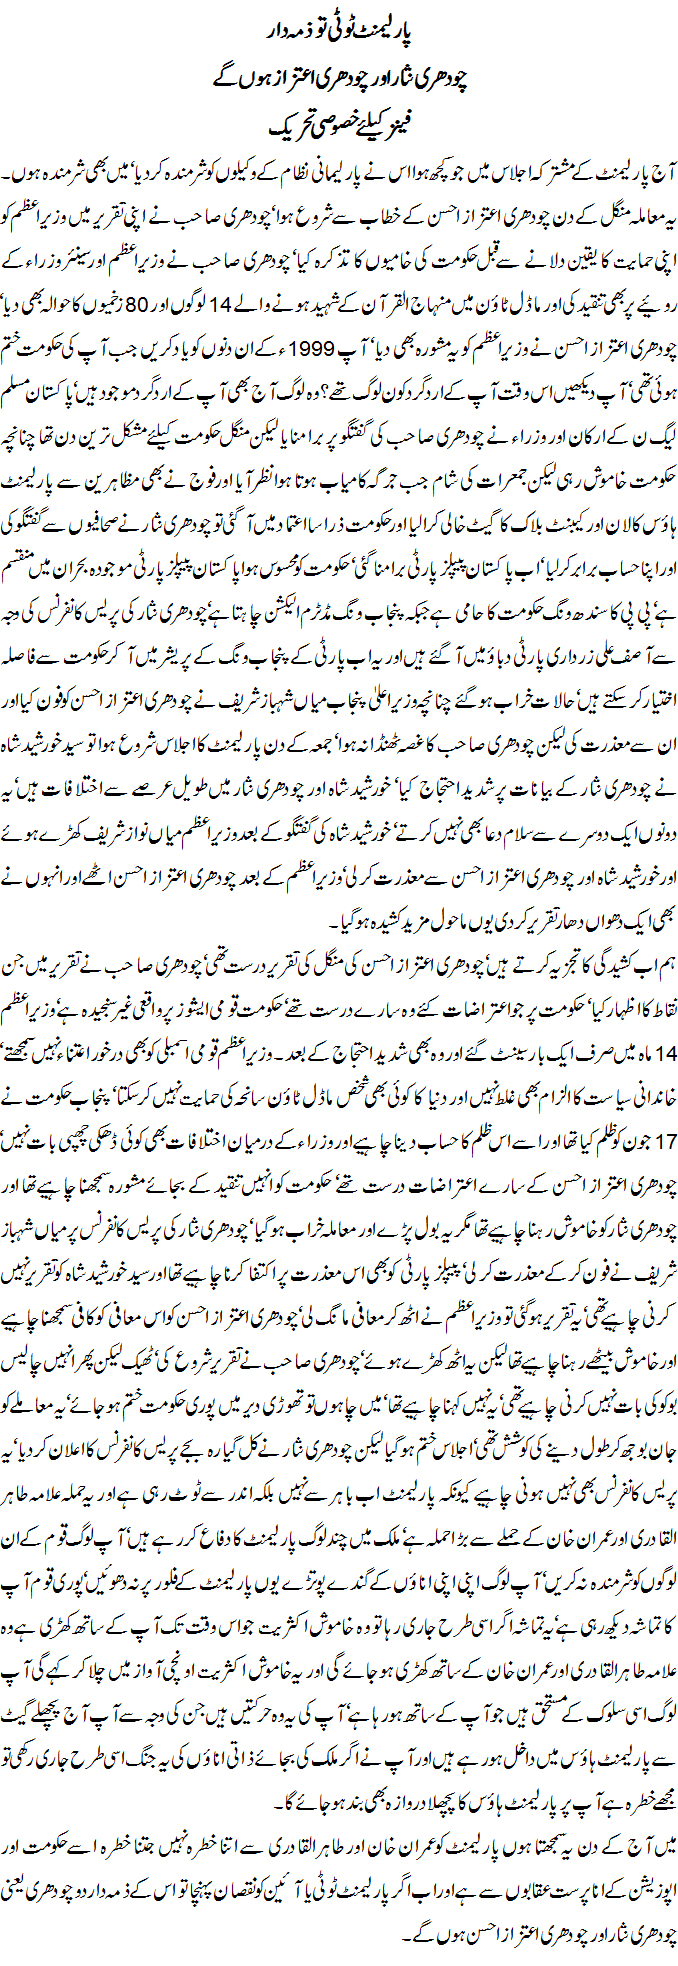 پارلیمنٹ ٹوٹی تو ذمہ دار
چودھری نثار اور چودھری اعتزاز ہوں گے
فینز کیلئے خصوصی تحریک
آج پارلیمنٹ کے مشترکہ اجلاس میں جو کچھ ہوا اس نے پارلیمانی نظام کے وکیلوں کو شرمندہ کر دیا‘ میں بھی شرمندہ ہوں۔
یہ معاملہ منگل کے دن چودھری اعتزاز احسن کے خطاب سے شروع ہوا‘ چودھری صاحب نے اپنی تقریر میں وزیراعظم کو
اپنی حمایت کا یقین دلانے سے قبل حکومت کی خامیوں کا تذکرہ کیا‘ چودھری صاحب نے وزیراعظم اور سینئر وزراء کے
رویئے پر بھی تنقید کی اور ماڈل ٹاؤن میں منہاج القرآن کے شہید ہونے والے 14 لوگوں اور 80 زخمیوں کا حوالہ بھی دیا‘
چودھری اعتزاز احسن نے وزیراعظم کو یہ مشورہ بھی دیا‘ آپ 1999ء کے ان دنوں کو یاد کریں جب آپ کی حکومت ختم
ہوئی تھی‘ آپ دیکھیں اس وقت آپ کے اردگرد کون لوگ تھے؟ وہ لوگ آج بھی آپ کے اردگرد موجود ہیں‘ پاکستان مسلم
لیگ ن کے ارکان اور وزراء نے چودھری صاحب کی گفتگو پر برا منایا لیکن منگل حکومت کیلئے مشکل ترین دن تھا چنانچہ
حکومت خاموش رہی لیکن جمعرات کی شام جب جرگہ کامیاب ہوتا ہوا نظر آیا اور فوج نے بھی مظاہرین سے پارلیمنٹ
ہاؤس کا لان اور کیبنٹ بلاک کا گیٹ خالی کرا لیا اور حکومت ذرا سا اعتماد میں آ گئی تو چودھری نثار نے صحافیوں سے گفتگو کی
اور اپنا حساب برابر کر لیا‘ اب پاکستان پیپلز پارٹی برا منا گئی‘ حکومت کو محسوس ہوا پاکستان پیپلز پارٹی موجودہ بحران میں منقسم
ہے‘ پی پی کا سندھ ونگ حکومت کا حامی ہے جبکہ پنجاب ونگ مڈٹرم الیکشن چاہتا ہے‘ چودھری نثار کی پریس کانفرنس کی وجہ
سے آصف علی زرداری پارٹی دباؤ میں آ گئے ہیں اور یہ اب پارٹی کے پنجاب ونگ کے پریشر میں آ کر حکومت سے فاصلہ
اختیار کر سکتے ہیں‘ حالات خراب ہو گئے چنانچہ وزیراعلیٰ پنجاب میاں شہباز شریف نے چودھری اعتزاز احسن کو فون کیا اور
ان سے معذرت کی لیکن چودھری صاحب کا غصہ ٹھنڈا نہ ہوا‘ جمعہ کے دن پارلیمنٹ کا اجلاس شروع ہوا تو سید خورشید شاہ
نے چودھری نثار کے بیانات پر شدید احتجاج کیا‘ خورشید شاہ اور چودھری نثار میں طویل عرصے سے اختلافات ہیں‘ یہ
دونوں ایک دوسرے سے سلام دعا بھی نہیں کرتے‘ خورشید شاہ کی گفتگو کے بعد وزیراعظم میاں نواز شریف کھڑے ہوئے
اور خورشید شاہ اور چودھری اعتزاز احسن سے معذرت کر لی‘ وزیراعظم کے بعد چودھری اعتزاز احسن اٹھے اور انہوں نے
بھی ایک دھواں دھار تقریر کر دی یوں ماحول مزید کشیدہ ہو گیا۔
ہم اب کشیدگی کا تجزیہ کرتے ہیں‘ چودھری اعتزاز احسن کی منگل کی تقریر درست تھی‘ چودھری صاحب نے تقریر میں جن
نقاط کا اظہار کیا‘ حکومت پر جو اعتراضات کئے وہ سارے درست تھے‘ حکومت قومی ایشوز پر واقعی غیر سنجیدہ ہے‘ وزیراعظم
14 ماہ میں صرف ایک بار سینٹ گئے اور وہ بھی شدید احتجاج کے بعد۔ وزیراعظم قومی اسمبلی کو بھی درخور اعتناء نہیں سمجھتے‘
خاندانی سیاست کا الزام بھی غلط نہیں اور دنیا کا کوئی بھی شخص ماڈل ٹاؤن سانحہ کی حمایت نہیں کر سکتا‘ پنجاب حکومت نے
17 جون کو ظلم کیا تھا اور اسے اس ظلم کا حساب دینا چاہیے اور وزراء کے درمیان اختلافات بھی کوئی ڈھکی چھپی بات نہیں‘
چودھری اعتزاز احسن کے سارے اعتراضات درست تھے‘ حکومت کو انہیں تنقید کے بجائے مشورہ سمجھنا چاہیے تھا اور
چودھری نثار کو خاموش رہنا چاہیے تھا مگر یہ بول پڑے اور معاملہ خراب ہو گیا‘ چودھری نثار کی پریس کانفرنس پر میاں شہباز
شریف نے فون کر کے معذرت کر لی‘ پیپلز پارٹی کو بھی اس معذرت پر اکتفا کرنا چاہیے تھا اور سید خورشید شاہ کو تقریر نہیں
کرنی چاہیے تھی‘ یہ تقریر ہو گئی تو وزیراعظم نے اٹھ کر معافی مانگ لی‘ چودھری اعتزاز احسن کو اس معافی کو کافی سمجھنا چاہیے
اور خاموش بیٹھے رہنا چاہیے تھا لیکن یہ اٹھ کھڑے ہوئے‘ چودھری صاحب نے تقریر شروع کی‘ ٹھیک لیکن پھر انہیں چالیس
بوکو کی بات نہیں کرنی چاہیے تھی‘ یہ نہیں کہنا چاہیے تھا‘ میں چاہوں تو تھوڑی دیر میں پوری حکومت ختم ہو جائے‘ یہ معاملے کو
جان بوجھ کر طول دینے کی کوشش تھی‘ اجلاس ختم ہو گیا لیکن چودھری نثار نے کل گیارہ بجے پریس کانفرنس کا اعلان کر دیا‘ یہ
پریس کانفرنس بھی نہیں ہونی چاہیے کیونکہ پارلیمنٹ اب باہر سے نہیں بلکہ اندر سے ٹوٹ رہی ہے اور یہ حملہ علامہ طاہر
القادری اور عمران خان کے حملے سے بڑا حملہ ہے‘ ملک میں چند لوگ پارلیمنٹ کا دفاع کر رہے ہیں‘ آپ لوگ قوم کے ان
لوگوں کو شرمندہ نہ کریں‘ آپ لوگ اپنی اپنی اناؤں کے گندے پوتڑے یوں پارلیمنٹ کے فلور پر نہ دھوئیں‘ پوری قوم آپ
کا تماشہ دیکھ رہی ہے‘ یہ تماشہ اگر اسی طرح جاری رہا تو وہ خاموش اکثریت جو اس وقت تک آپ کے ساتھ کھڑی ہے وہ
علامہ طاہر القادری اور عمران خان کے ساتھ کھڑی ہو جائے گی اور یہ خاموش اکثریت اونچی آواز میں چلا کر کہے گی آپ
لوگ اسی سلوک کے مستحق ہیں جو آپ کے ساتھ ہو رہا ہے‘ آپ کی یہ وہ حرکتیں ہیں جن کی وجہ سے آپ آج پچھلے گیٹ
سے پارلیمنٹ ہاؤس میں داخل ہو رہے ہیں اور آپ نے اگر ملک کی بجائے ذاتی اناؤں کی یہ جنگ اسی طرح جاری رکھی تو
مجھے خطرہ ہے آپ پر پارلیمنٹ ہاؤس کا پچھلا دروازہ بھی بند ہو جائے گا۔
میں آج کے دن یہ سمجھتا ہوں پارلیمنٹ کو عمران خان اور طاہر القادری سے اتنا خطرہ نہیں جتنا خطرہ اسے حکومت اور
اپوزیشن کے انا پرست عقابوں سے ہے اور اب اگر پارلیمنٹ ٹوٹی یا آئین کو نقصان پہنچا تو اس کے ذمہ دار دو چودھری یعنی
چودھری نثار اور چودھری اعتزاز احسن ہوں گے۔